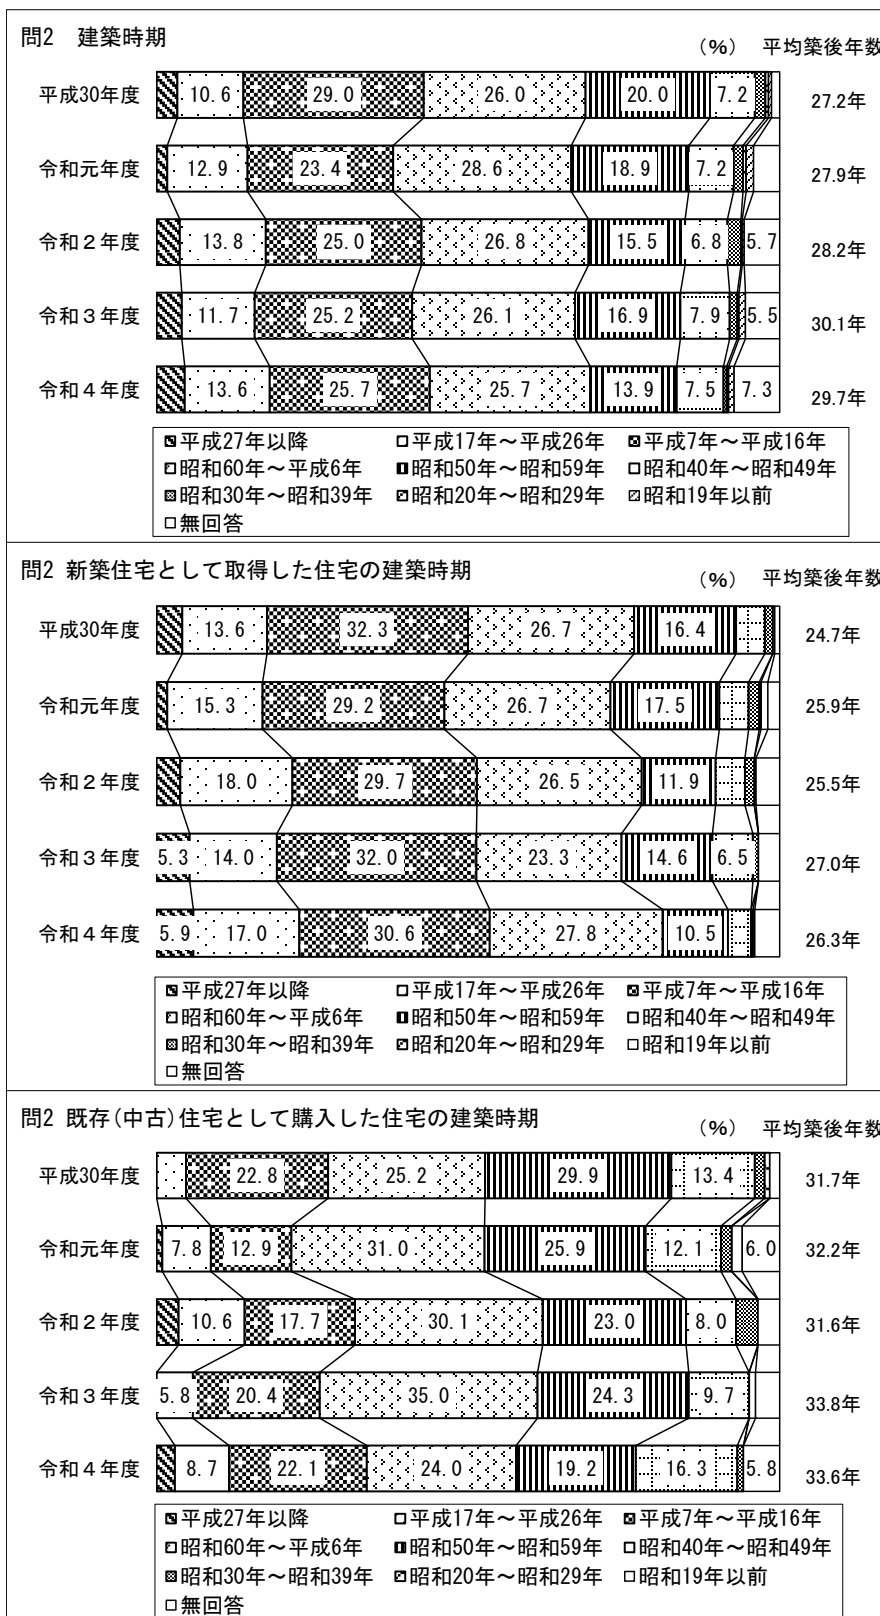 問2　建築時期
(%)　平均築後年数
平成30年度 10.6 29.0 26.0 20.0 7.2 27.2年
令和元年度 12.9 23.4 28.6 18.9 7.2 27.9年
令和２年度 13.8 25.0 26.8 15.5 6.8 5.7 28.2年
令和３年度 11.7 25.2 26.1 16.9 7.9 5.5 30.1年
令和４年度 13.6 25.7 25.7 13.9 7.5 7.3 29.7年
平成27年以降 平成17年～平成26年 平成7年～平成16年
昭和60年～平成6年 昭和50年～昭和59年 昭和40年～昭和49年
昭和30年～昭和39年 昭和20年～昭和29年 昭和19年以前
無回答
問2 新築住宅として取得した住宅の建築時期
(%)　平均築後年数
平成30年度 13.6 32.3 26.7 16.4 24.7年
令和元年度 15.3 29.2 26.7 17.5 25.9年
令和２年度 18.0 29.7 26.5 11.9 25.5年
令和３年度 5.3 14.0 32.0 23.3 14.6 6.5 27.0年
令和４年度 5.9 17.0 30.6 27.8 10.5 26.3年
平成27年以降 平成17年～平成26年 平成7年～平成16年
昭和60年～平成6年 昭和50年～昭和59年 昭和40年～昭和49年
昭和30年～昭和39年 昭和20年～昭和29年 昭和19年以前
無回答
問2 既存(中古)住宅として購入した住宅の建築時期
(%)　平均築後年数
平成30年度 22.8 25.2 29.9 13.4 31.7年
令和元年度 7.8 12.9 31.0 25.9 12.1 6.0 32.2年
令和２年度 10.6 17.7 30.1 23.0 8.0 31.6年
令和３年度 5.8 20.4 35.0 24.3 9.7 33.8年
令和４年度 8.7 22.1 24.0 19.2 16.3 5.8 33.6年
平成27年以降 平成17年～平成26年 平成7年～平成16年
昭和60年～平成6年 昭和50年～昭和59年 昭和40年～昭和49年
昭和30年～昭和39年 昭和20年～昭和29年 昭和19年以前
無回答